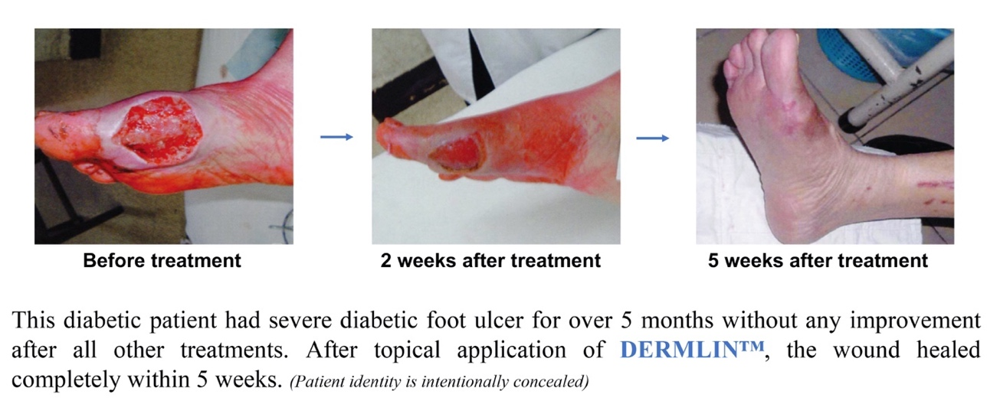 Before treatment
2 weeks after treatment
5 weeks after treatment
This diabetic patient had severe diabetic foot ulcer for over 5 months without any improvement
after all other treatments. After topical application of DERMLIN™, the wound healed
completely within 5 weeks. (Patient identity is intentionally concealed)